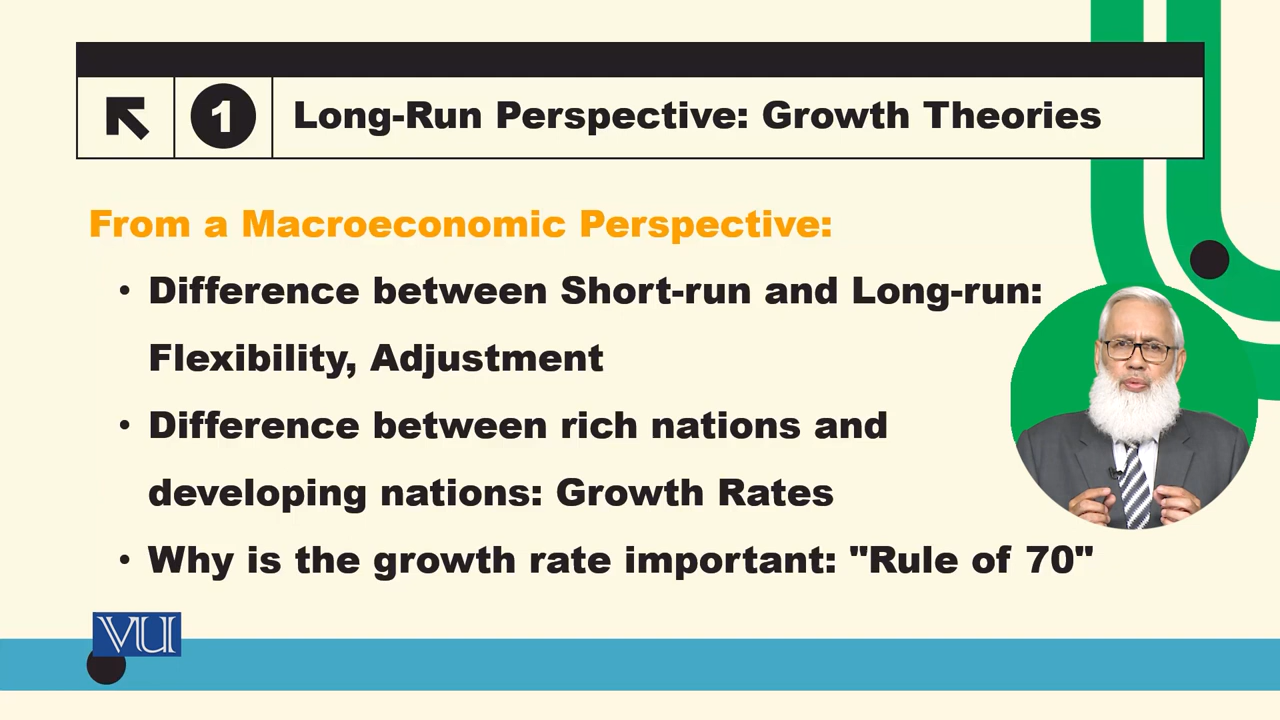 1 Long-Run Perspective: Growth Theories
From a Macroeconomic Perspective:
• Difference between Short-run and Long-run:
Flexibility, Adjustment
• Difference between rich nations and
developing nations: Growth Rates
• Why is the growth rate important: "Rule of 70"
VU